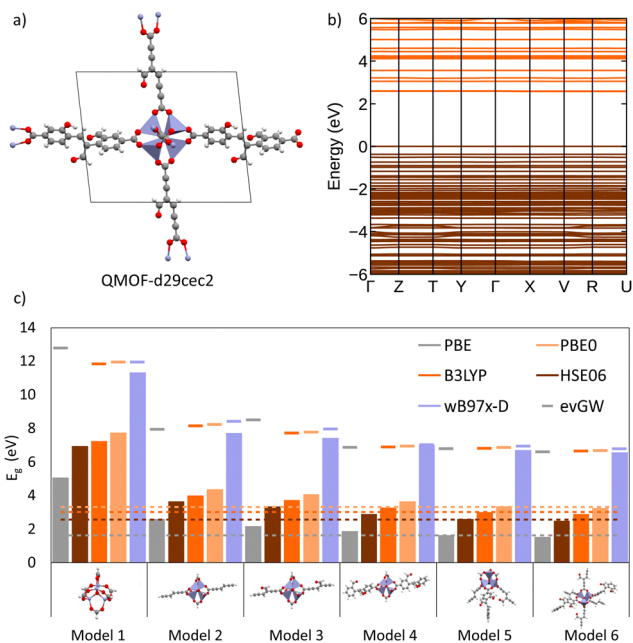 a)
QMOF-d29cec2
b)
Energy (eV)
6
4
2
0
−2
−4
−6
Γ Z T Y Γ X V R U
c)
E_g (eV)
14
12
10
8
6
4
2
0
PBE PBE0
B3LYP HSE06
wB97x-D evGW
Model 1 Model 2 Model 3 Model 4 Model 5 Model 6